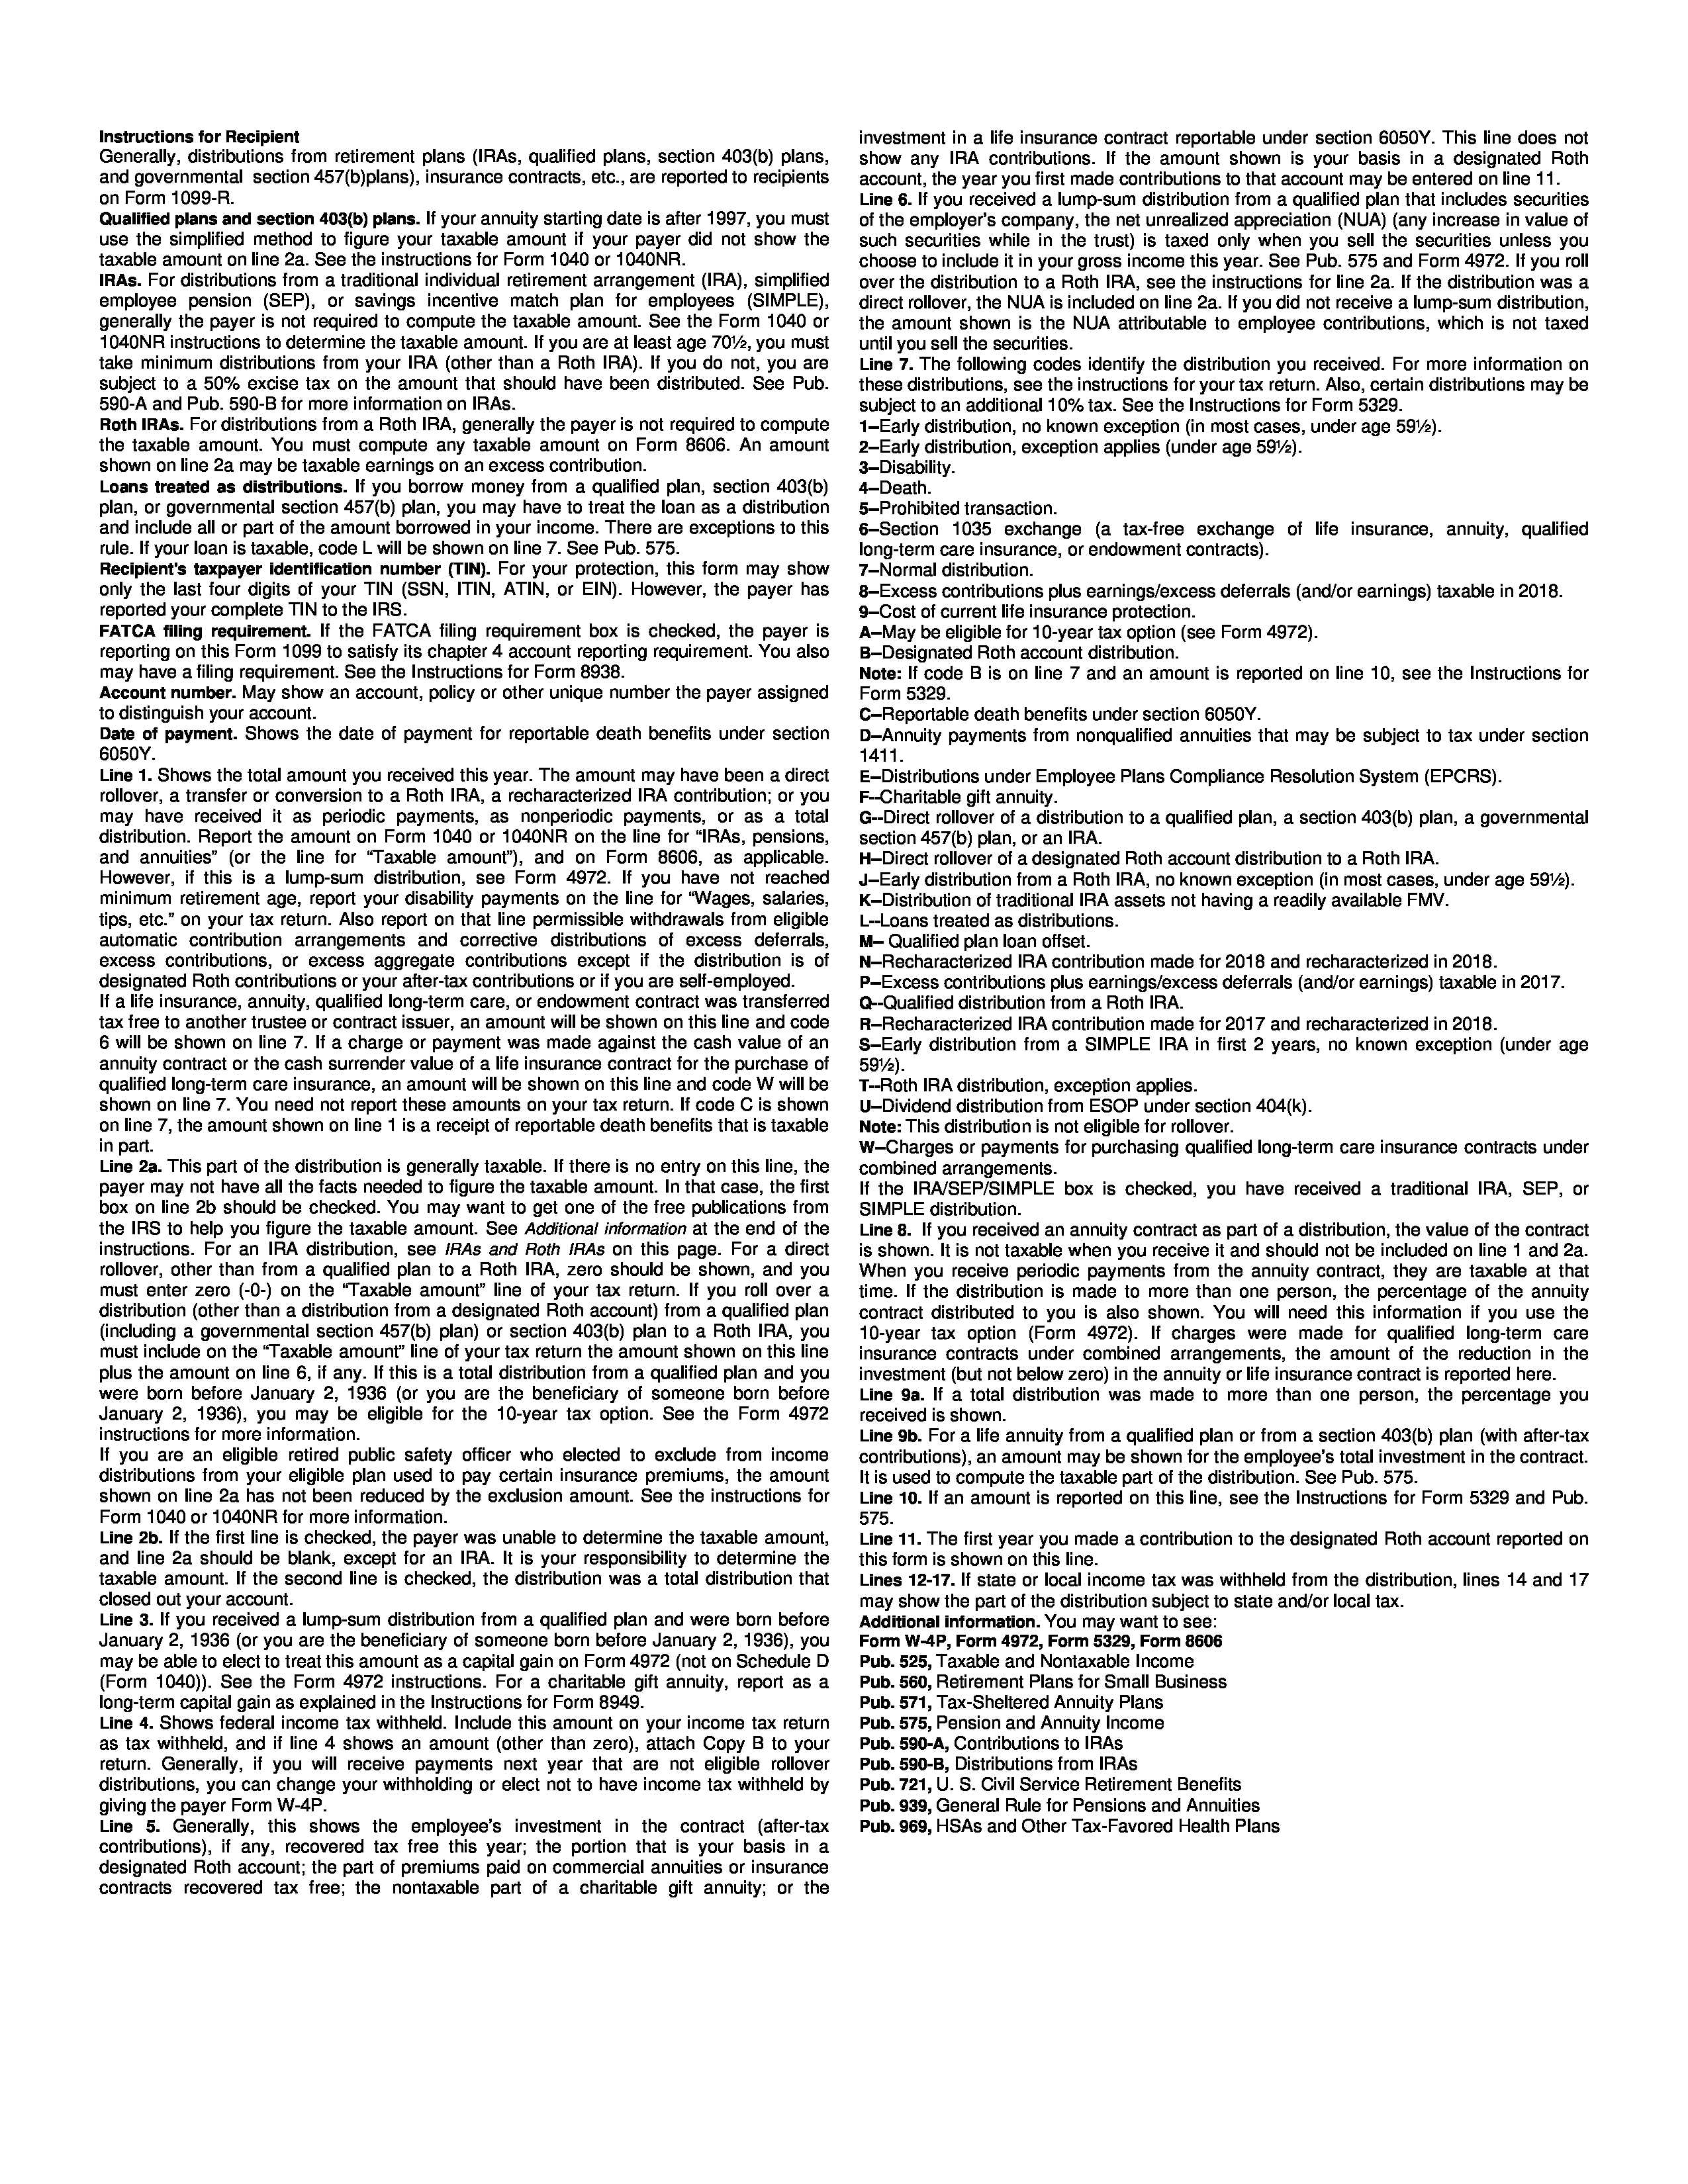 Instructions for Recipient
Generally, distributions from retirement plans (IRAs, qualified plans, section 403(b) plans,
and governmental section 457(b)plans), insurance contracts, etc., are reported to recipients
on Form 1099-R.
Qualified plans and section 403(b) plans. If your annuity starting date is after 1997, you must
use the simplified method to figure your taxable amount if your payer did not show the
taxable amount on line 2a. See the instructions for Form 1040 or 1040NR.
IRAs. For distributions from a traditional individual retirement arrangement (IRA), simplified
employee pension (SEP), or savings incentive match plan for employees (SIMPLE),
generally the payer is not required to compute the taxable amount. See the Form 1040 or
1040NR instructions to determine the taxable amount. If you are at least age 70½, you must
take minimum distributions from your IRA (other than a Roth IRA). If you do not, you are
subject to a 50% excise tax on the amount that should have been distributed. See Pub.
590-A and Pub. 590-B for more information on IRAs.
Roth IRAs. For distributions from a Roth IRA, generally the payer is not required to compute
the taxable amount. You must compute any taxable amount on Form 8606. An amount
shown on line 2a may be taxable earnings on an excess contribution.
Loans treated as distributions. If you borrow money from a qualified plan, section 403(b)
plan, or governmental section 457(b) plan, you may have to treat the loan as a distribution
and include all or part of the amount borrowed in your income. There are exceptions to this
rule. If your loan is taxable, code L will be shown on line 7. See Pub. 575.
Recipient's taxpayer identification number (TIN). For your protection, this form may show
only the last four digits of your TIN (SSN, ITIN, ATIN, or EIN). However, the payer has
reported your complete TIN to the IRS.
FATCA filing requirement. If the FATCA filing requirement box is checked, the payer is
reporting on this Form 1099 to satisfy its chapter 4 account reporting requirement. You also
may have a filing requirement. See the Instructions for Form 8938.
Account number. May show an account, policy or other unique number the payer assigned
to distinguish your account.
Date of payment. Shows the date of payment for reportable death benefits under section
6050Y.
Line 1. Shows the total amount you received this year. The amount may have been a direct
rollover, a transfer or conversion to a Roth IRA, a recharacterized IRA contribution; or you
may have received it as periodic payments, as nonperiodic payments, or as a total
distribution. Report the amount on Form 1040 or 1040NR on the line for “IRAs, pensions,
and annuities” (or the line for “Taxable amount”), and on Form 8606, as applicable.
However, if this is a lump-sum distribution, see Form 4972. If you have not reached
minimum retirement age, report your disability payments on the line for “Wages, salaries,
tips, etc.” on your tax return. Also report on that line permissible withdrawals from eligible
automatic contribution arrangements and corrective distributions of excess deferrals,
excess contributions, or excess aggregate contributions except if the distribution is of
designated Roth contributions or your after-tax contributions or if you are self-employed.
If a life insurance, annuity, qualified long-term care, or endowment contract was transferred
tax free to another trustee or contract issuer, an amount will be shown on this line and code
6 will be shown on line 7. If a charge or payment was made against the cash value of an
annuity contract or the cash surrender value of a life insurance contract for the purchase of
qualified long-term care insurance, an amount will be shown on this line and code W will be
shown on line 7. You need not report these amounts on your tax return. If code C is shown
on line 7, the amount shown on line 1 is a receipt of reportable death benefits that is taxable
in part.
Line 2a. This part of the distribution is generally taxable. If there is no entry on this line, the
payer may not have all the facts needed to figure the taxable amount. In that case, the first
box on line 2b should be checked. You may want to get one of the free publications from
the IRS to help you figure the taxable amount. See Additional information at the end of the
instructions. For an IRA distribution, see IRAs and Roth IRAs on this page. For a direct
rollover, other than from a qualified plan to a Roth IRA, zero should be shown, and you
must enter zero (-0-) on the “Taxable amount” line of your tax return. If you roll over a
distribution (other than a distribution from a designated Roth account) from a qualified plan
(including a governmental section 457(b) plan) or section 403(b) plan to a Roth IRA, you
must include on the “Taxable amount” line of your tax return the amount shown on this line
plus the amount on line 6, if any. If this is a total distribution from a qualified plan and you
were born before January 2, 1936 (or you are the beneficiary of someone born before
January 2, 1936), you may be eligible for the 10-year tax option. See the Form 4972
instructions for more information.
If you are an eligible retired public safety officer who elected to exclude from income
distributions from your eligible plan used to pay certain insurance premiums, the amount
shown on line 2a has not been reduced by the exclusion amount. See the instructions for
Form 1040 or 1040NR for more information.
Line 2b. If the first line is checked, the payer was unable to determine the taxable amount,
and line 2a should be blank, except for an IRA. It is your responsibility to determine the
taxable amount. If the second line is checked, the distribution was a total distribution that
closed out your account.
Line 3. If you received a lump-sum distribution from a qualified plan and were born before
January 2, 1936 (or you are the beneficiary of someone born before January 2, 1936), you
may be able to elect to treat this amount as a capital gain on Form 4972 (not on Schedule D
(Form 1040)). See the Form 4972 instructions. For a charitable gift annuity, report as a
long-term capital gain as explained in the Instructions for Form 8949.
Line 4. Shows federal income tax withheld. Include this amount on your income tax return
as tax withheld, and if line 4 shows an amount (other than zero), attach Copy B to your
return. Generally, if you will receive payments next year that are not eligible rollover
distributions, you can change your withholding or elect not to have income tax withheld by
giving the payer Form W-4P.
Line 5. Generally, this shows the employee's investment in the contract (after-tax
contributions), if any, recovered tax free this year; the portion that is your basis in a
designated Roth account; the part of premiums paid on commercial annuities or insurance
contracts recovered tax free; the nontaxable part of a charitable gift annuity; or the
investment in a life insurance contract reportable under section 6050Y. This line does not
show any IRA contributions. If the amount shown is your basis in a designated Roth
account, the year you first made contributions to that account may be entered on line 11.
Line 6. If you received a lump-sum distribution from a qualified plan that includes securities
of the employer's company, the net unrealized appreciation (NUA) (any increase in value of
such securities while in the trust) is taxed only when you sell the securities unless you
choose to include it in your gross income this year. See Pub. 575 and Form 4972. If you roll
over the distribution to a Roth IRA, see the instructions for line 2a. If the distribution was a
direct rollover, the NUA is included on line 2a. If you did not receive a lump-sum distribution,
the amount shown is the NUA attributable to employee contributions, which is not taxed
until you sell the securities.
Line 7. The following codes identify the distribution you received. For more information on
these distributions, see the instructions for your tax return. Also, certain distributions may be
subject to an additional 10% tax. See the Instructions for Form 5329.
1–Early distribution, no known exception (in most cases, under age 59½).
2–Early distribution, exception applies (under age 59½).
3–Disability.
4–Death.
5–Prohibited transaction.
6–Section 1035 exchange (a tax-free exchange of life insurance, annuity, qualified
long-term care insurance, or endowment contracts).
7–Normal distribution.
8–Excess contributions plus earnings/excess deferrals (and/or earnings) taxable in 2018.
9–Cost of current life insurance protection.
A–May be eligible for 10-year tax option (see Form 4972).
B–Designated Roth account distribution.
Note: If code B is on line 7 and an amount is reported on line 10, see the Instructions for
Form 5329.
C–Reportable death benefits under section 6050Y.
D–Annuity payments from nonqualified annuities that may be subject to tax under section
1411.
E–Distributions under Employee Plans Compliance Resolution System (EPCRS).
F--Charitable gift annuity.
G--Direct rollover of a distribution to a qualified plan, a section 403(b) plan, a governmental
section 457(b) plan, or an IRA.
H–Direct rollover of a designated Roth account distribution to a Roth IRA.
J–Early distribution from a Roth IRA, no known exception (in most cases, under age 59½).
K–Distribution of traditional IRA assets not having a readily available FMV.
L--Loans treated as distributions.
M– Qualified plan loan offset.
N–Recharacterized IRA contribution made for 2018 and recharacterized in 2018.
P–Excess contributions plus earnings/excess deferrals (and/or earnings) taxable in 2017.
Q--Qualified distribution from a Roth IRA.
R–Recharacterized IRA contribution made for 2017 and recharacterized in 2018.
S–Early distribution from a SIMPLE IRA in first 2 years, no known exception (under age
59½).
T--Roth IRA distribution, exception applies.
U–Dividend distribution from ESOP under section 404(k).
Note: This distribution is not eligible for rollover.
W–Charges or payments for purchasing qualified long-term care insurance contracts under
combined arrangements.
If the IRA/SEP/SIMPLE box is checked, you have received a traditional IRA, SEP, or
SIMPLE distribution.
Line 8. If you received an annuity contract as part of a distribution, the value of the contract
is shown. It is not taxable when you receive it and should not be included on line 1 and 2a.
When you receive periodic payments from the annuity contract, they are taxable at that
time. If the distribution is made to more than one person, the percentage of the annuity
contract distributed to you is also shown. You will need this information if you use the
10-year tax option (Form 4972). If charges were made for qualified long-term care
insurance contracts under combined arrangements, the amount of the reduction in the
investment (but not below zero) in the annuity or life insurance contract is reported here.
Line 9a. If a total distribution was made to more than one person, the percentage you
received is shown.
Line 9b. For a life annuity from a qualified plan or from a section 403(b) plan (with after-tax
contributions), an amount may be shown for the employee's total investment in the contract.
It is used to compute the taxable part of the distribution. See Pub. 575.
Line 10. If an amount is reported on this line, see the Instructions for Form 5329 and Pub.
575.
Line 11. The first year you made a contribution to the designated Roth account reported on
this form is shown on this line.
Lines 12-17. If state or local income tax was withheld from the distribution, lines 14 and 17
may show the part of the distribution subject to state and/or local tax.
Additional information. You may want to see:
Form W-4P, Form 4972, Form 5329, Form 8606
Pub. 525, Taxable and Nontaxable Income
Pub. 560, Retirement Plans for Small Business
Pub. 571, Tax-Sheltered Annuity Plans
Pub. 575, Pension and Annuity Income
Pub. 590-A, Contributions to IRAs
Pub. 590-B, Distributions from IRAs
Pub. 721, U. S. Civil Service Retirement Benefits
Pub. 939, General Rule for Pensions and Annuities
Pub. 969, HSAs and Other Tax-Favored Health Plans